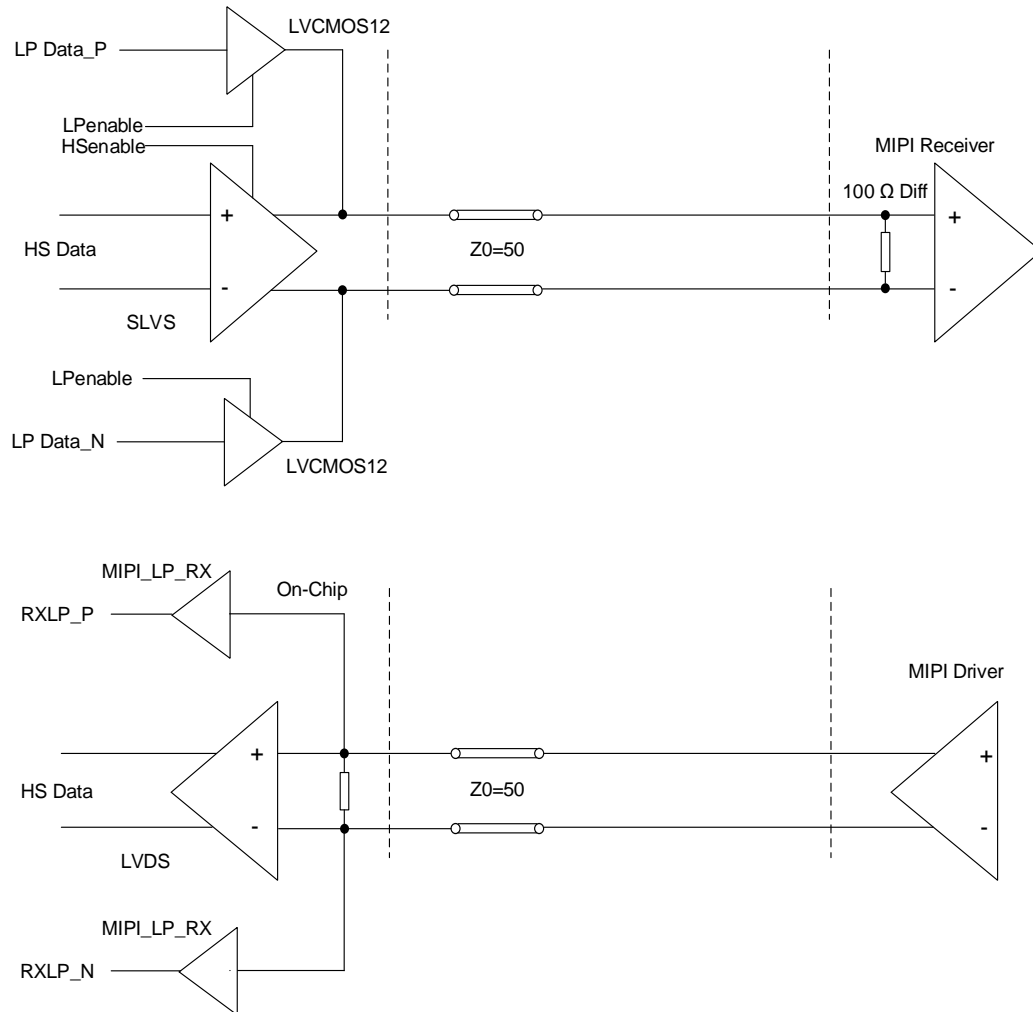 LVCMOS12
LP Data_P
LPenable
HSenable
MIPI Receiver
100 Ω Diff
+
+
HS Data
Z0=50
-
-
SLVS
LPenable
LP Data_N
LVCMOS12
MIPI_LP_RX
On-Chip
RXLP_P
MIPI Driver
+
+
HS Data
Z0=50
-
-
LVDS
MIPI_LP_RX
RXLP_N